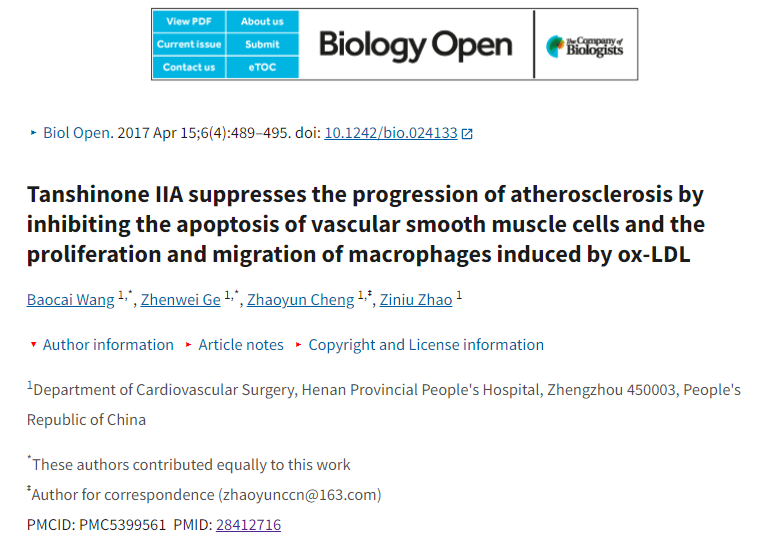 View PDF About us
Current issue Submit
Contact us eTOC
Biology Open
The Company of
Biologists
▸ Biol Open. 2017 Apr 15;6(4):489–495. doi: 10.1242/bio.024133
Tanshinone IIA suppresses the progression of atherosclerosis by
inhibiting the apoptosis of vascular smooth muscle cells and the
proliferation and migration of macrophages induced by ox-LDL
Baocai Wang 1,*, Zhenwei Ge 1,*, Zhaoyun Cheng 1,‡, Ziniu Zhao 1
▾ Author information ▸ Article notes ▸ Copyright and License information
1Department of Cardiovascular Surgery, Henan Provincial People's Hospital, Zhengzhou 450003, People's
Republic of China
*These authors contributed equally to this work
‡Author for correspondence (zhaoyunccn@163.com)
PMCID: PMC5399561 PMID: 28412716